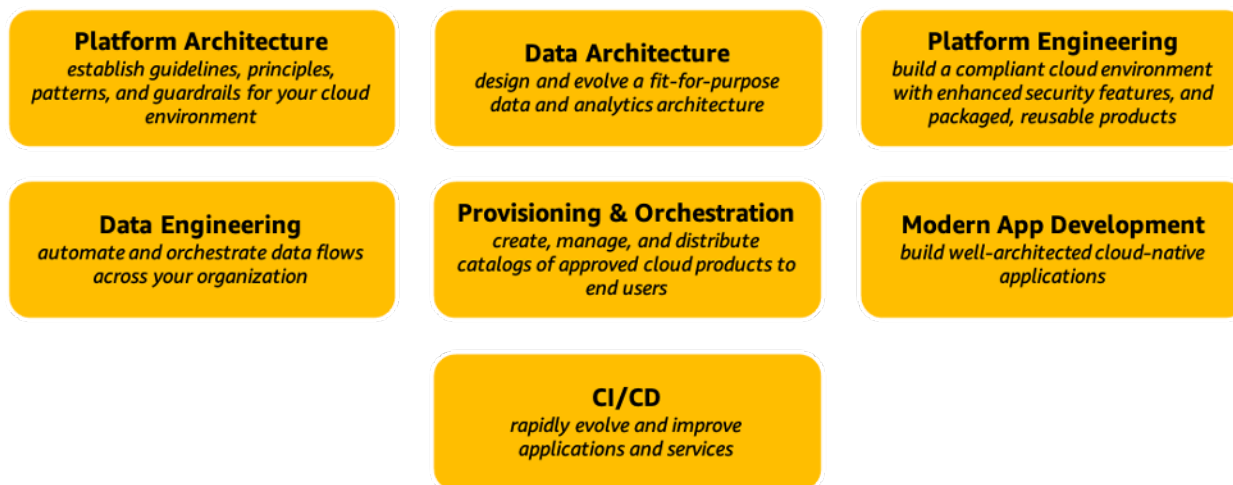 Platform Architecture
establish guidelines, principles,
patterns, and guardrails for your cloud
environment
Data Architecture
design and evolve a fit-for-purpose
data and analytics architecture
Platform Engineering
build a compliant cloud environment
with enhanced security features, and
packaged, reusable products
Data Engineering
automate and orchestrate data flows
across your organization
Provisioning & Orchestration
create, manage, and distribute
catalogs of approved cloud products to
end users
Modern App Development
build well-architected cloud-native
applications
CI/CD
rapidly evolve and improve
applications and services